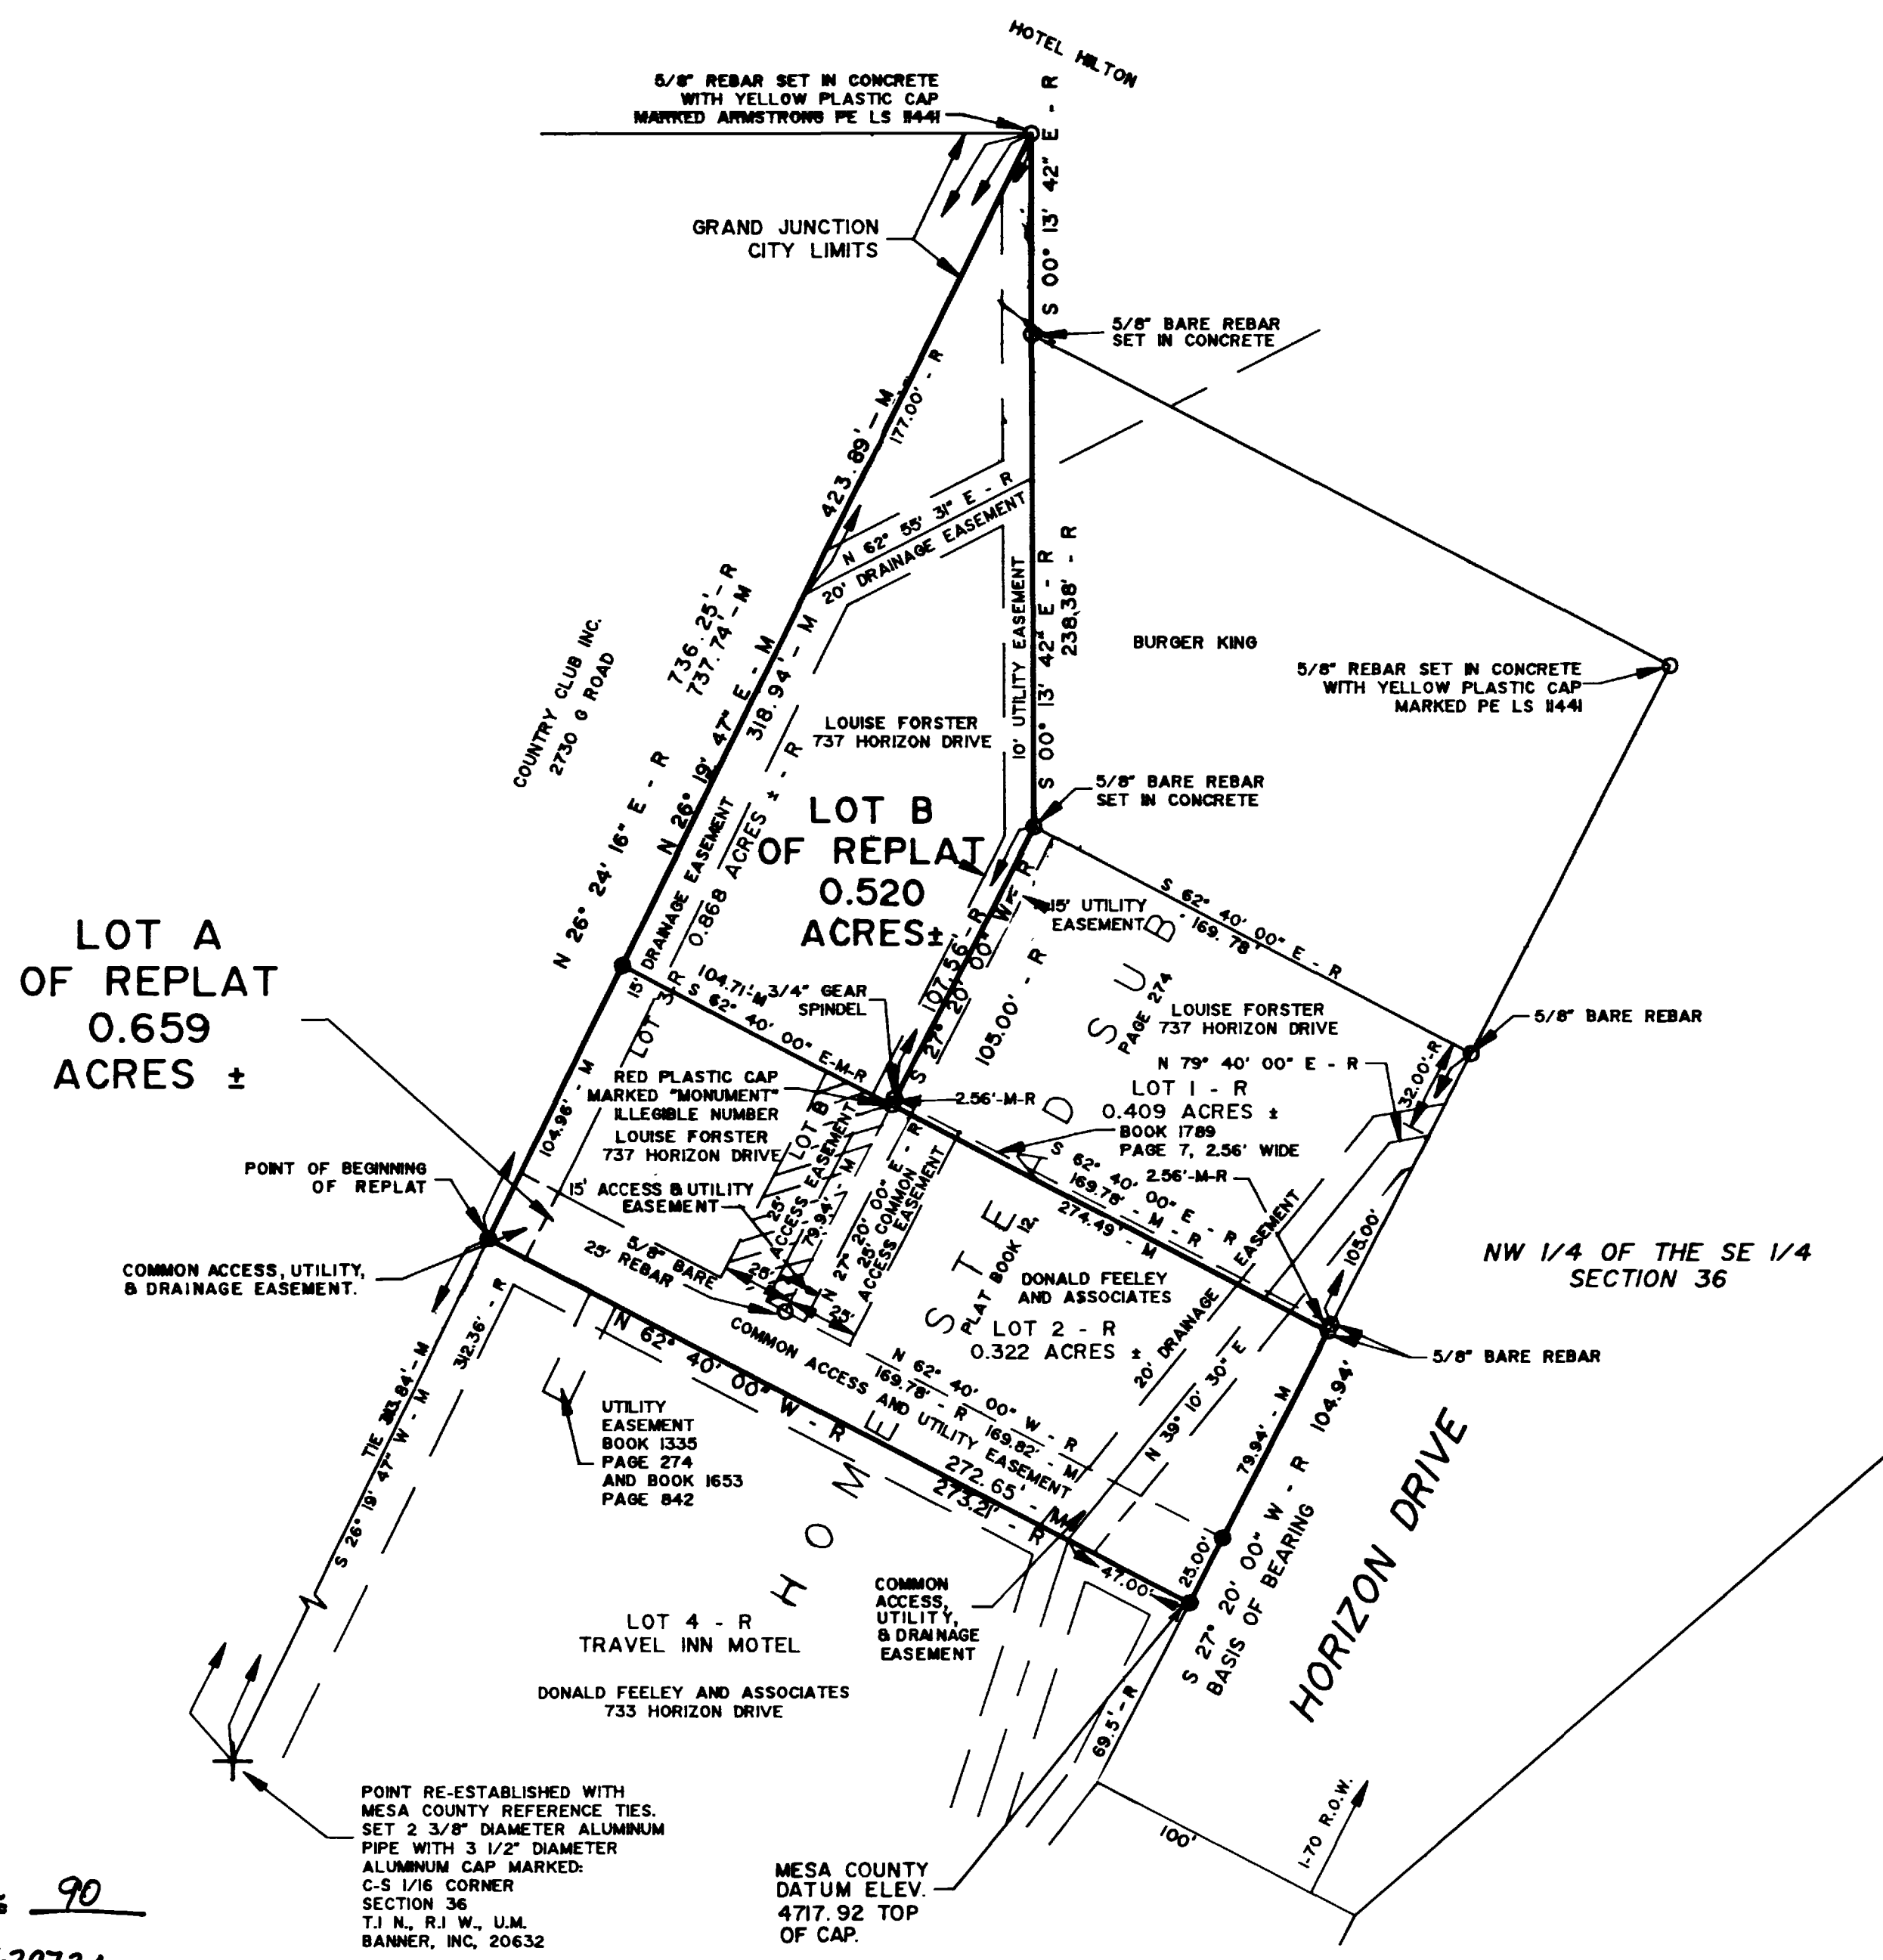 HOTEL HILTON
5/8" REBAR SET IN CONCRETE
WITH YELLOW PLASTIC CAP
MARKED ARMSTRONG PE LS 11441
S 00° 13' 42" E - R
GRAND JUNCTION
CITY LIMITS
5/8" BARE REBAR
SET IN CONCRETE
423.89' - M
177.00' - R
N 62° 55' 31" E - R
20' DRAINAGE EASEMENT
10' UTILITY EASEMENT
S 00° 13' 42" E - R
238.38' - R
BURGER KING
5/8" REBAR SET IN CONCRETE
WITH YELLOW PLASTIC CAP
MARKED PE LS 11441
COUNTRY CLUB INC.
2730 G ROAD
736.25' - R
737.74' - M
N 26° 24' 16" E - R
N 26° 19' 47" E - M
318.94' - M
LOUISE FORSTER
737 HORIZON DRIVE
5/8" BARE REBAR
SET IN CONCRETE
LOT B
OF REPLAT
0.520
ACRES±
15' DRAINAGE EASEMENT
LOT 3 - R 0.868 ACRES ± - R
LOT A
OF REPLAT
0.659
ACRES ±
15' UTILITY
EASEMENT
S 62° 40' 00" E - R
169.78'
107.56' - R
S 27° 20' 00" W - R
105.00' - R
104.71'-M
S 62° 40' 00" E-M-R
3/4" GEAR
SPINDEL
HOMESTEAD SUB
PLAT BOOK 12, PAGE 274
LOUISE FORSTER
737 HORIZON DRIVE
5/8" BARE REBAR
N 79° 40' 00" E - R
32.00'-R
LOT 1 - R
0.409 ACRES ±
BOOK 1789
PAGE 7, 2.56' WIDE
2.56'-M-R
2.56'-M-R
RED PLASTIC CAP
MARKED "MONUMENT"
ILLEGIBLE NUMBER
LOUISE FORSTER
737 HORIZON DRIVE
104.96' - M
POINT OF BEGINNING
OF REPLAT
15' ACCESS & UTILITY
EASEMENT
LOT B
25' ACCESS EASEMENT
79.94' - M
N 27° 20' 00" E - R
25' COMMON
ACCESS EASEMENT
S 62° 40' 00" E - R
169.78' - M - R
274.49' - M
105.00'
NW 1/4 OF THE SE 1/4
SECTION 36
COMMON ACCESS, UTILITY,
& DRAINAGE EASEMENT.
5/8" BARE
REBAR
25'
25'
25'
DONALD FEELEY
AND ASSOCIATES
LOT 2 - R
0.322 ACRES ±
20' DRAINAGE EASEMENT
N 39° 10' 30" E
5/8" BARE REBAR
N 62° 40' 00" W - R
COMMON ACCESS AND UTILITY EASEMENT
N 62° 40' 00" W - R
169.78' - R 169.82' - M
272.65' - M
273.21' - R
104.94'
79.94' - M
25.00'
47.00'
S 27° 20' 00" W - R
BASIS OF BEARING
HORIZON DRIVE
312.36' - R
S 26° 19' 47" W - M
UTILITY
EASEMENT
BOOK 1335
PAGE 274
AND BOOK 1653
PAGE 842
COMMON
ACCESS,
UTILITY,
& DRAINAGE
EASEMENT
LOT 4 - R
TRAVEL INN MOTEL
DONALD FEELEY AND ASSOCIATES
733 HORIZON DRIVE
69.5'-R
100'
I-70 R.O.W.
POINT RE-ESTABLISHED WITH
MESA COUNTY REFERENCE TIES.
SET 2 3/8" DIAMETER ALUMINUM
PIPE WITH 3 1/2" DIAMETER
ALUMINUM CAP MARKED:
C-S 1/16 CORNER
SECTION 36
T.1 N., R.1 W., U.M.
BANNER, INC, 20632
MESA COUNTY
DATUM ELEV.
4717.92 TOP
OF CAP.
90